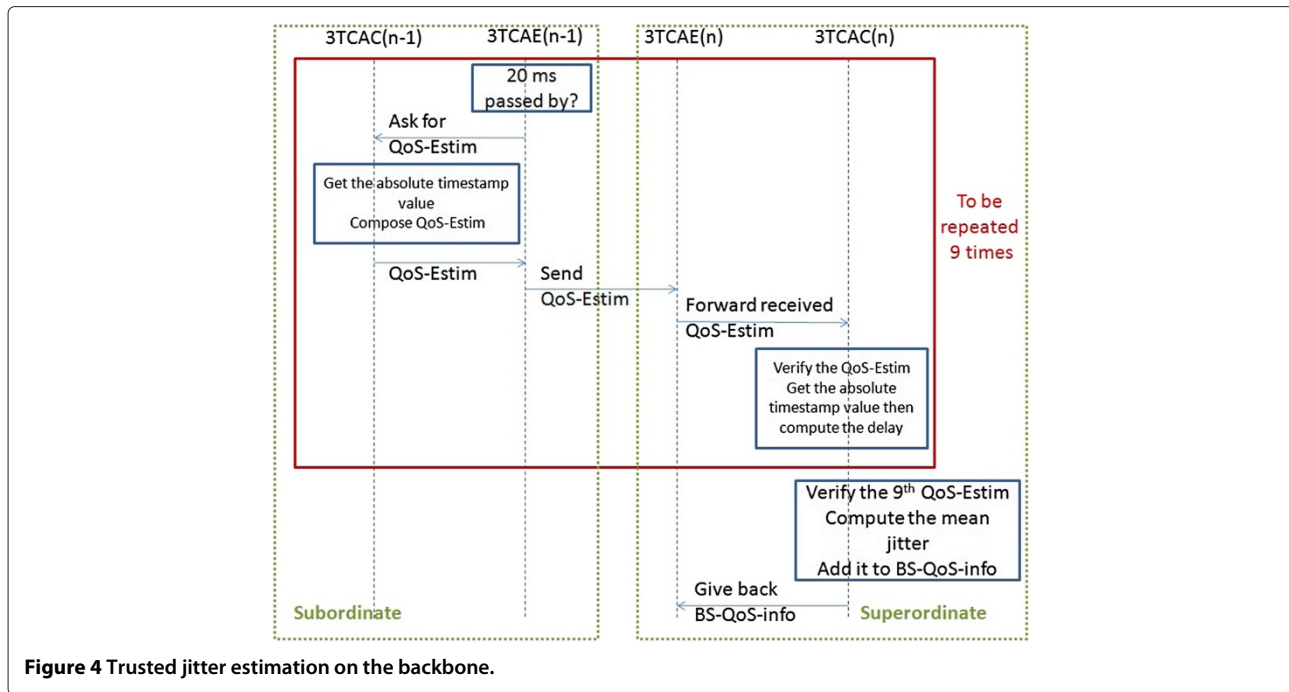 3TCAC(n-1) 3TCAE(n-1) 3TCAE(n) 3TCAC(n)
20 ms
passed by?
Ask for
QoS-Estim
Get the absolute timestamp
value
Compose QoS-Estim
QoS-Estim
Send
QoS-Estim
Forward received
QoS-Estim
Verify the QoS-Estim
Get the absolute
timestamp value then
compute the delay
To be
repeated
9 times
Verify the 9th QoS-Estim
Compute the mean
jitter
Add it to BS-QoS-info
Give back
BS-QoS-info
Subordinate
Superordinate
Figure 4 Trusted jitter estimation on the backbone.